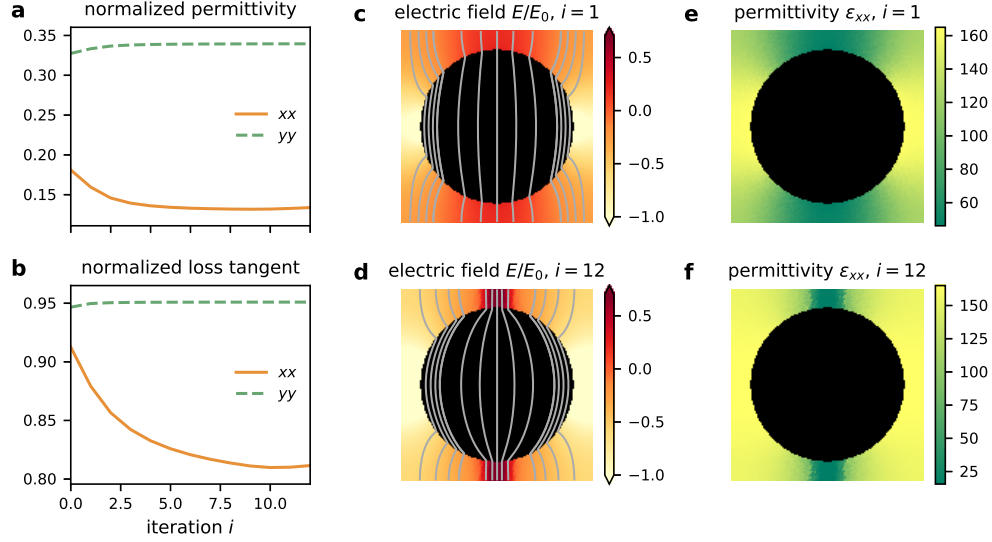 a
normalized permittivity
0.35
0.30
0.25
0.20
0.15
xx
yy
b
normalized loss tangent
0.95
0.90
0.85
0.80
xx
yy
0.0 2.5 5.0 7.5 10.0
iteration i
c
electric field E/E0, i = 1
0.5
0.0
−0.5
−1.0
d
electric field E/E0, i = 12
0.5
0.0
−0.5
−1.0
e
permittivity εxx, i = 1
160
140
120
100
80
60
f
permittivity εxx, i = 12
150
125
100
75
50
25